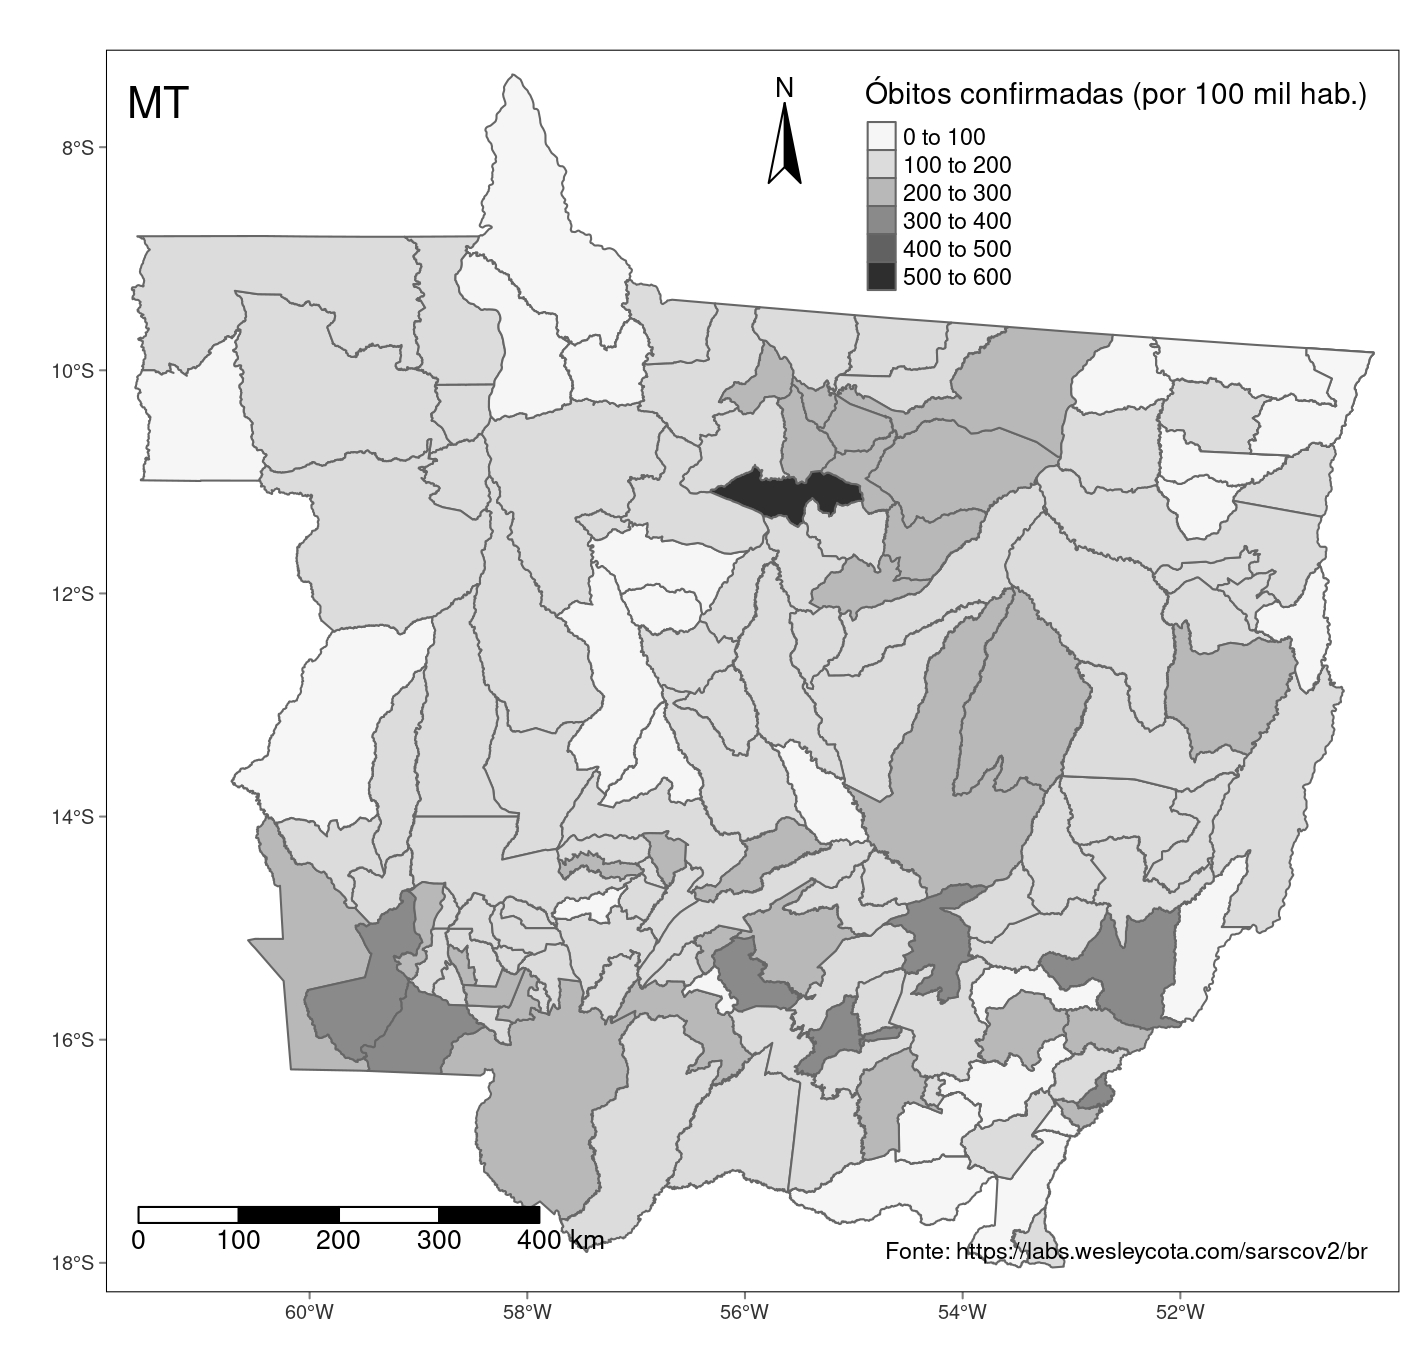 MT
N
Óbitos confirmadas (por 100 mil hab.)
0 to 100
100 to 200
200 to 300
300 to 400
400 to 500
500 to 600
8°S
10°S
12°S
14°S
16°S
18°S
0 100 200 300 400 km
Fonte: https://labs.wesleycota.com/sarscov2/br
60°W 58°W 56°W 54°W 52°W